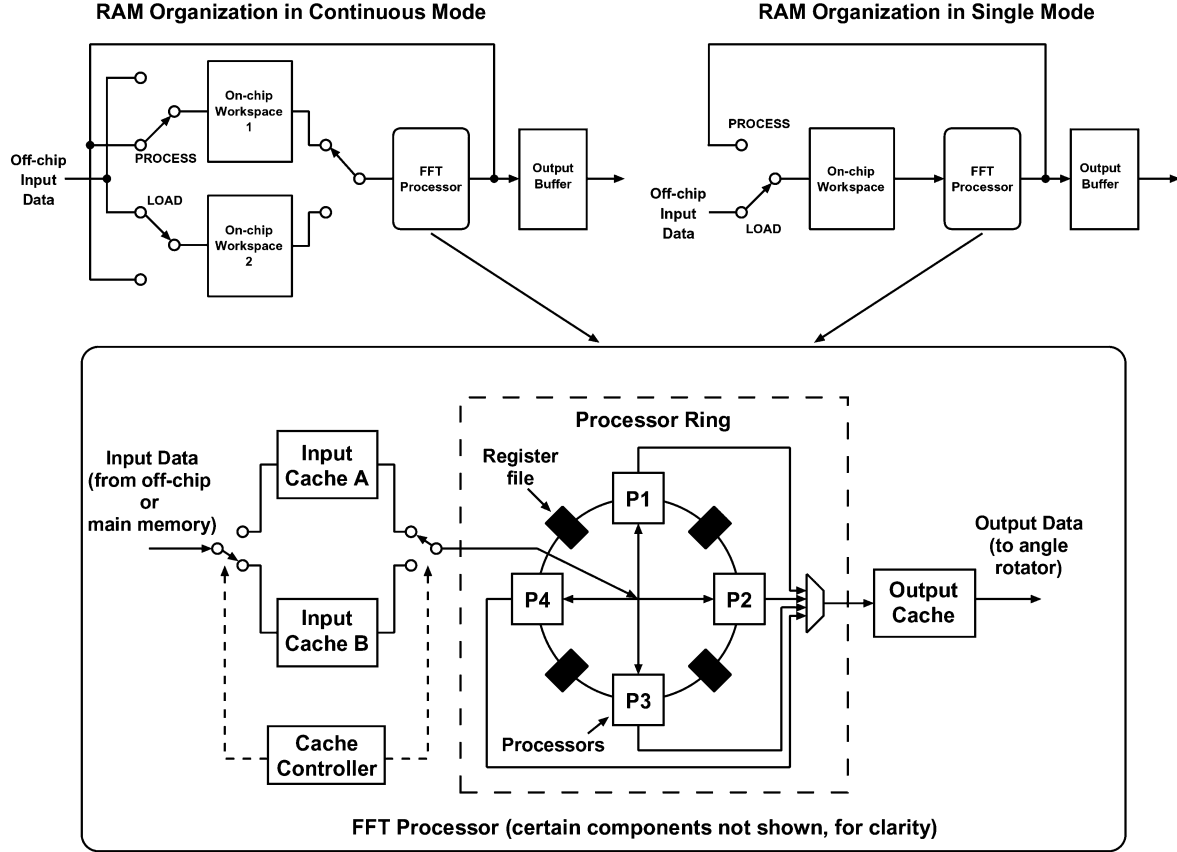 RAM Organization in Continuous Mode
RAM Organization in Single Mode
On-chip
Workspace
1
PROCESS
Off-chip
Input
Data
LOAD
On-chip
Workspace
2
FFT
Processor
Output
Buffer
PROCESS
Off-chip
Input
Data
LOAD
On-chip
Workspace
FFT
Processor
Output
Buffer
Processor Ring
Input Data
(from off-chip
or
main memory)
Input
Cache A
Input
Cache B
Cache
Controller
Register
file
P1
P4
P2
P3
Processors
Output
Cache
Output Data
(to angle
rotator)
FFT Processor (certain components not shown, for clarity)